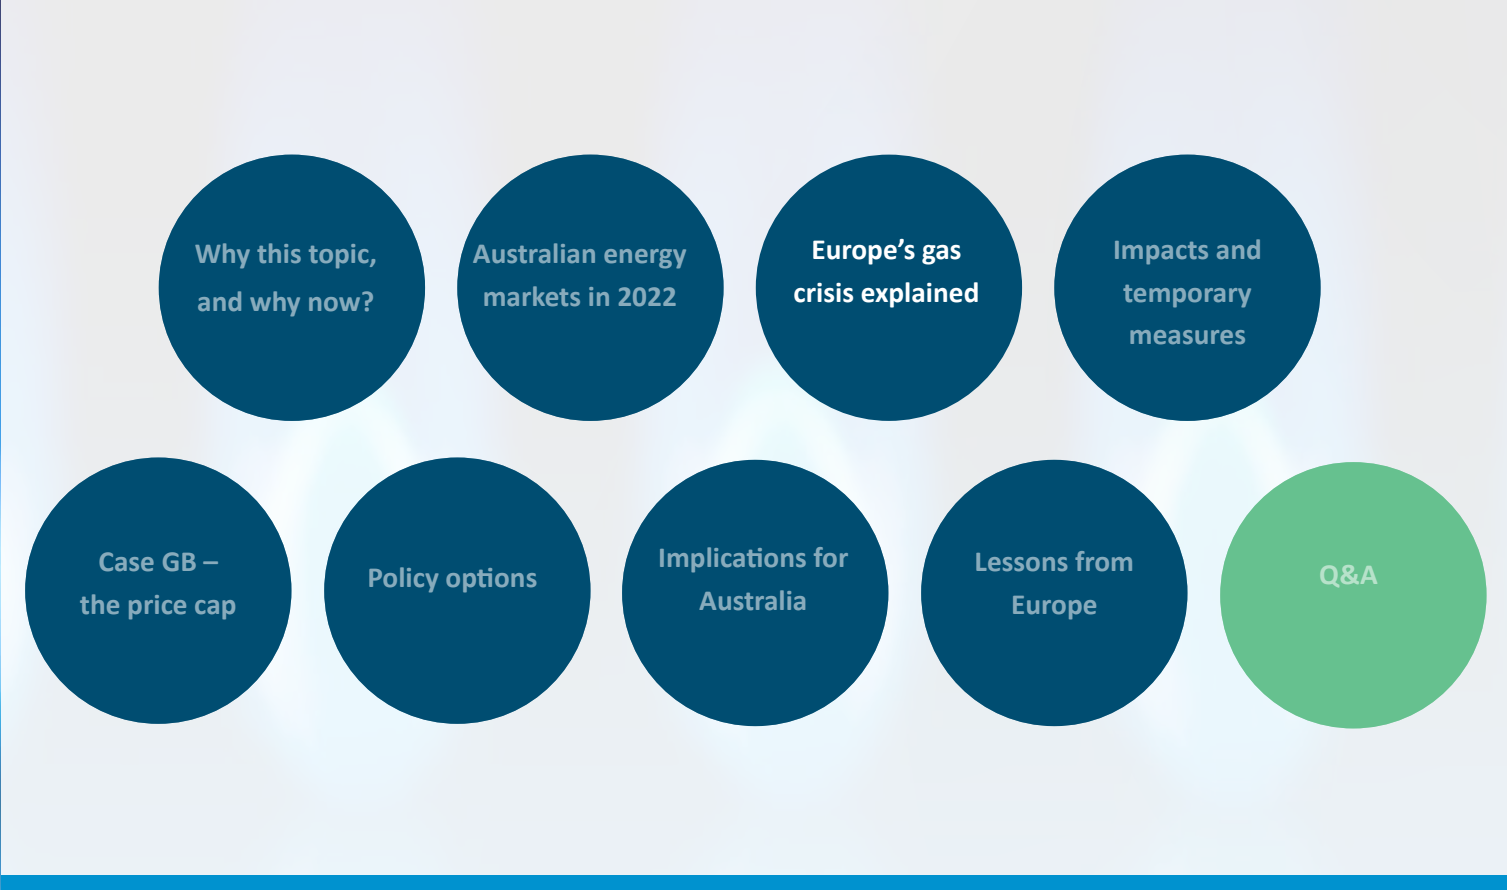 Why this topic,
and why now?
Australian energy
markets in 2022
Europe’s gas
crisis explained
Impacts and
temporary
measures
Case GB –
the price cap
Policy options
Implications for
Australia
Lessons from
Europe
Q&A